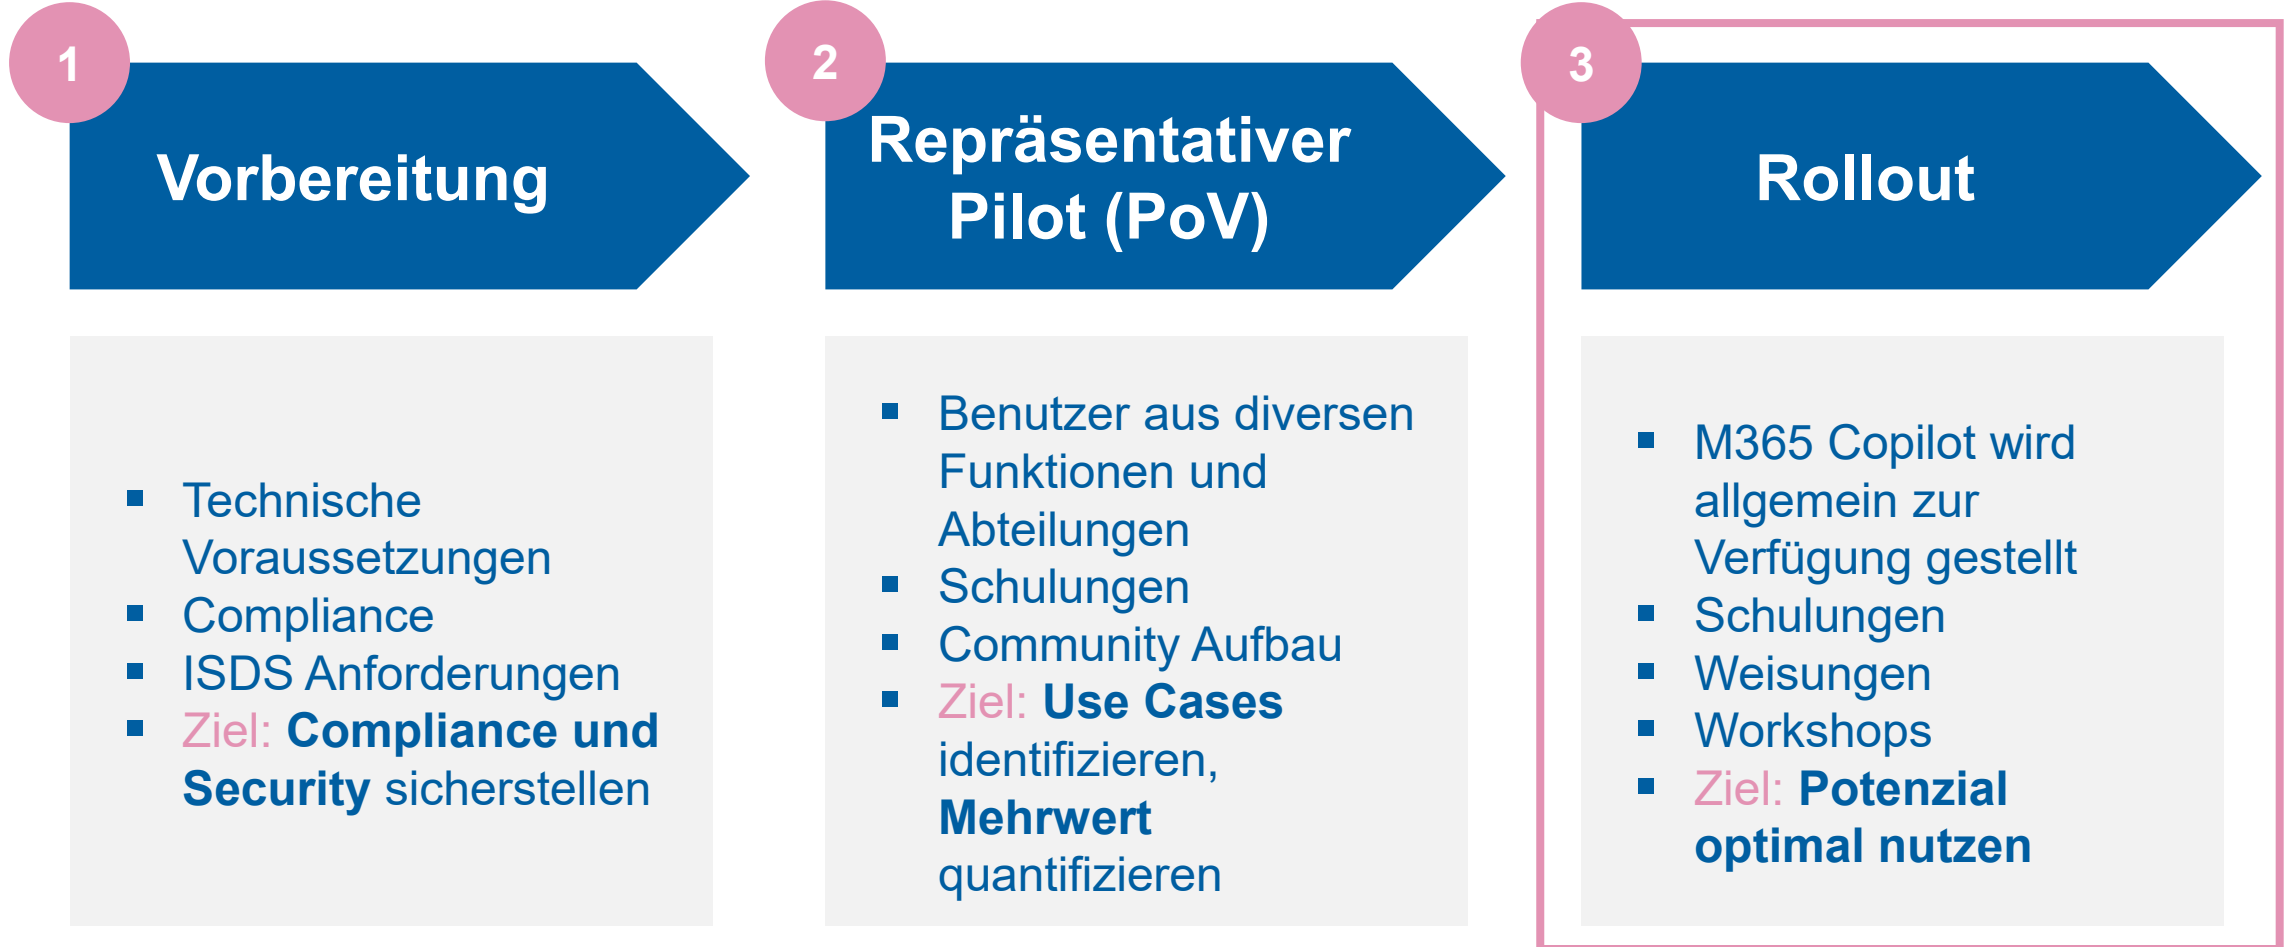 1
Vorbereitung
▪ Technische
Voraussetzungen
▪ Compliance
▪ ISDS Anforderungen
▪ Ziel: Compliance und
Security sicherstellen
2
Repräsentativer
Pilot (PoV)
▪ Benutzer aus diversen
Funktionen und
Abteilungen
▪ Schulungen
▪ Community Aufbau
▪ Ziel: Use Cases
identifizieren,
Mehrwert
quantifizieren
3
Rollout
▪ M365 Copilot wird
allgemein zur
Verfügung gestellt
▪ Schulungen
▪ Weisungen
▪ Workshops
▪ Ziel: Potenzial
optimal nutzen